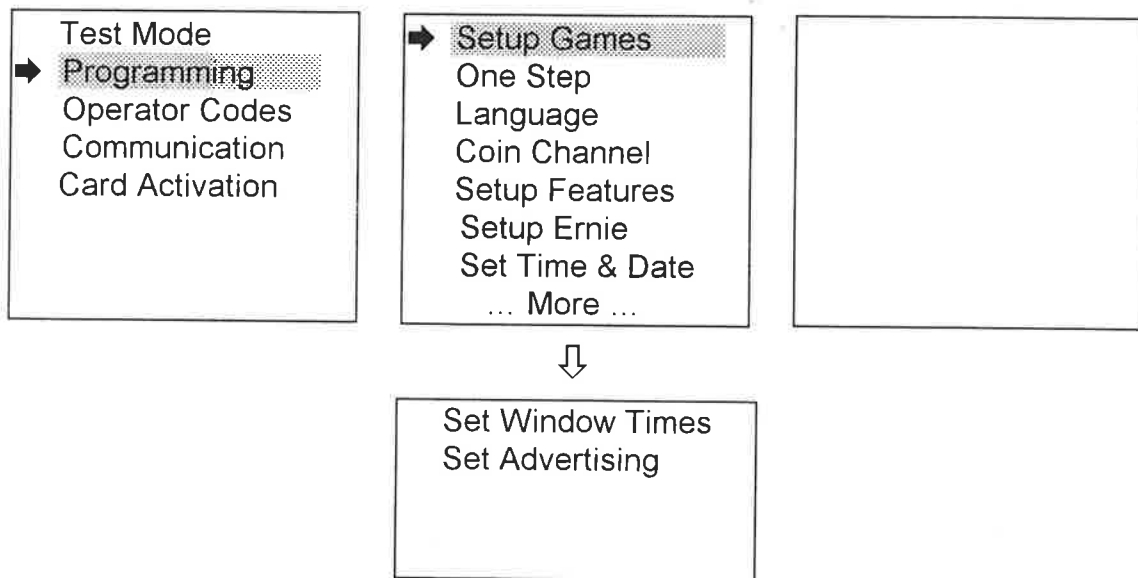 Test Mode
Programming
Operator Codes
Communication
Card Activation
Setup Games
One Step
Language
Coin Channel
Setup Features
Setup Ernie
Set Time & Date
... More ...
Set Window Times
Set Advertising